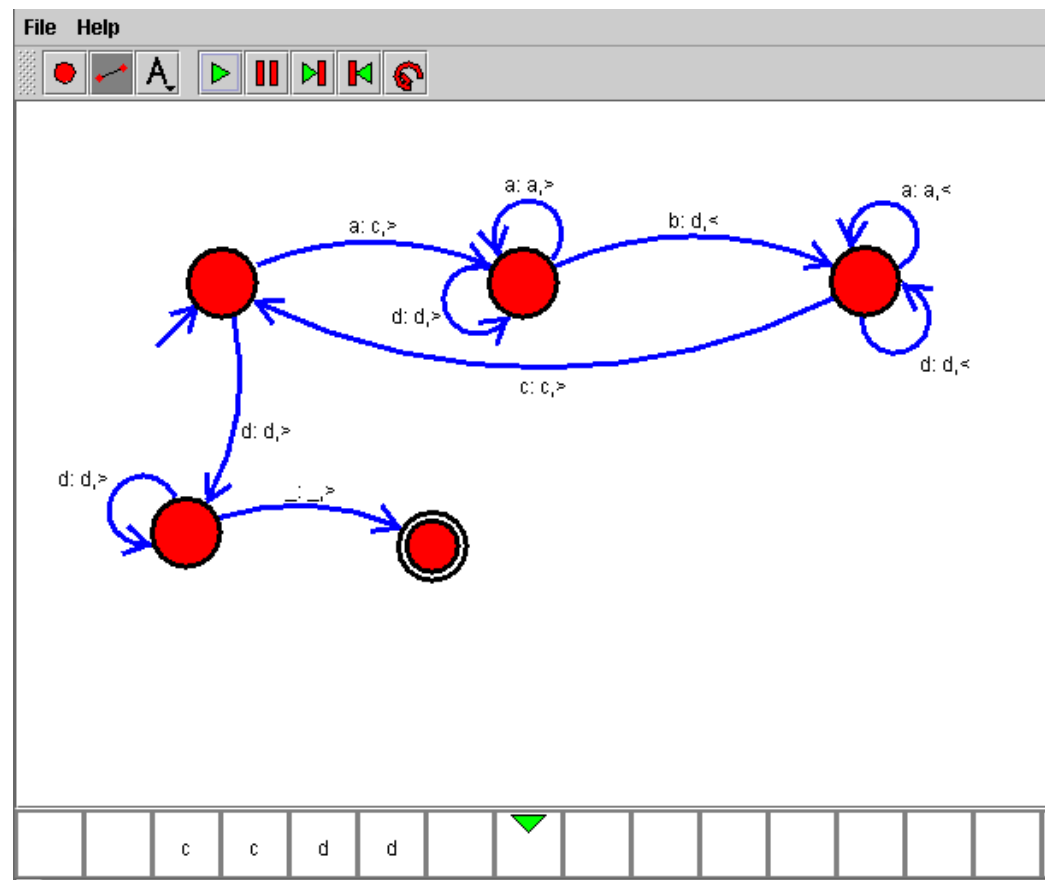 File Help
A
a: a,>
a: a,<
a: c,>
b: d,<
d: d,>
d: d,<
c: c,>
d: d,>
d: d,>
_: _,>
c c d d